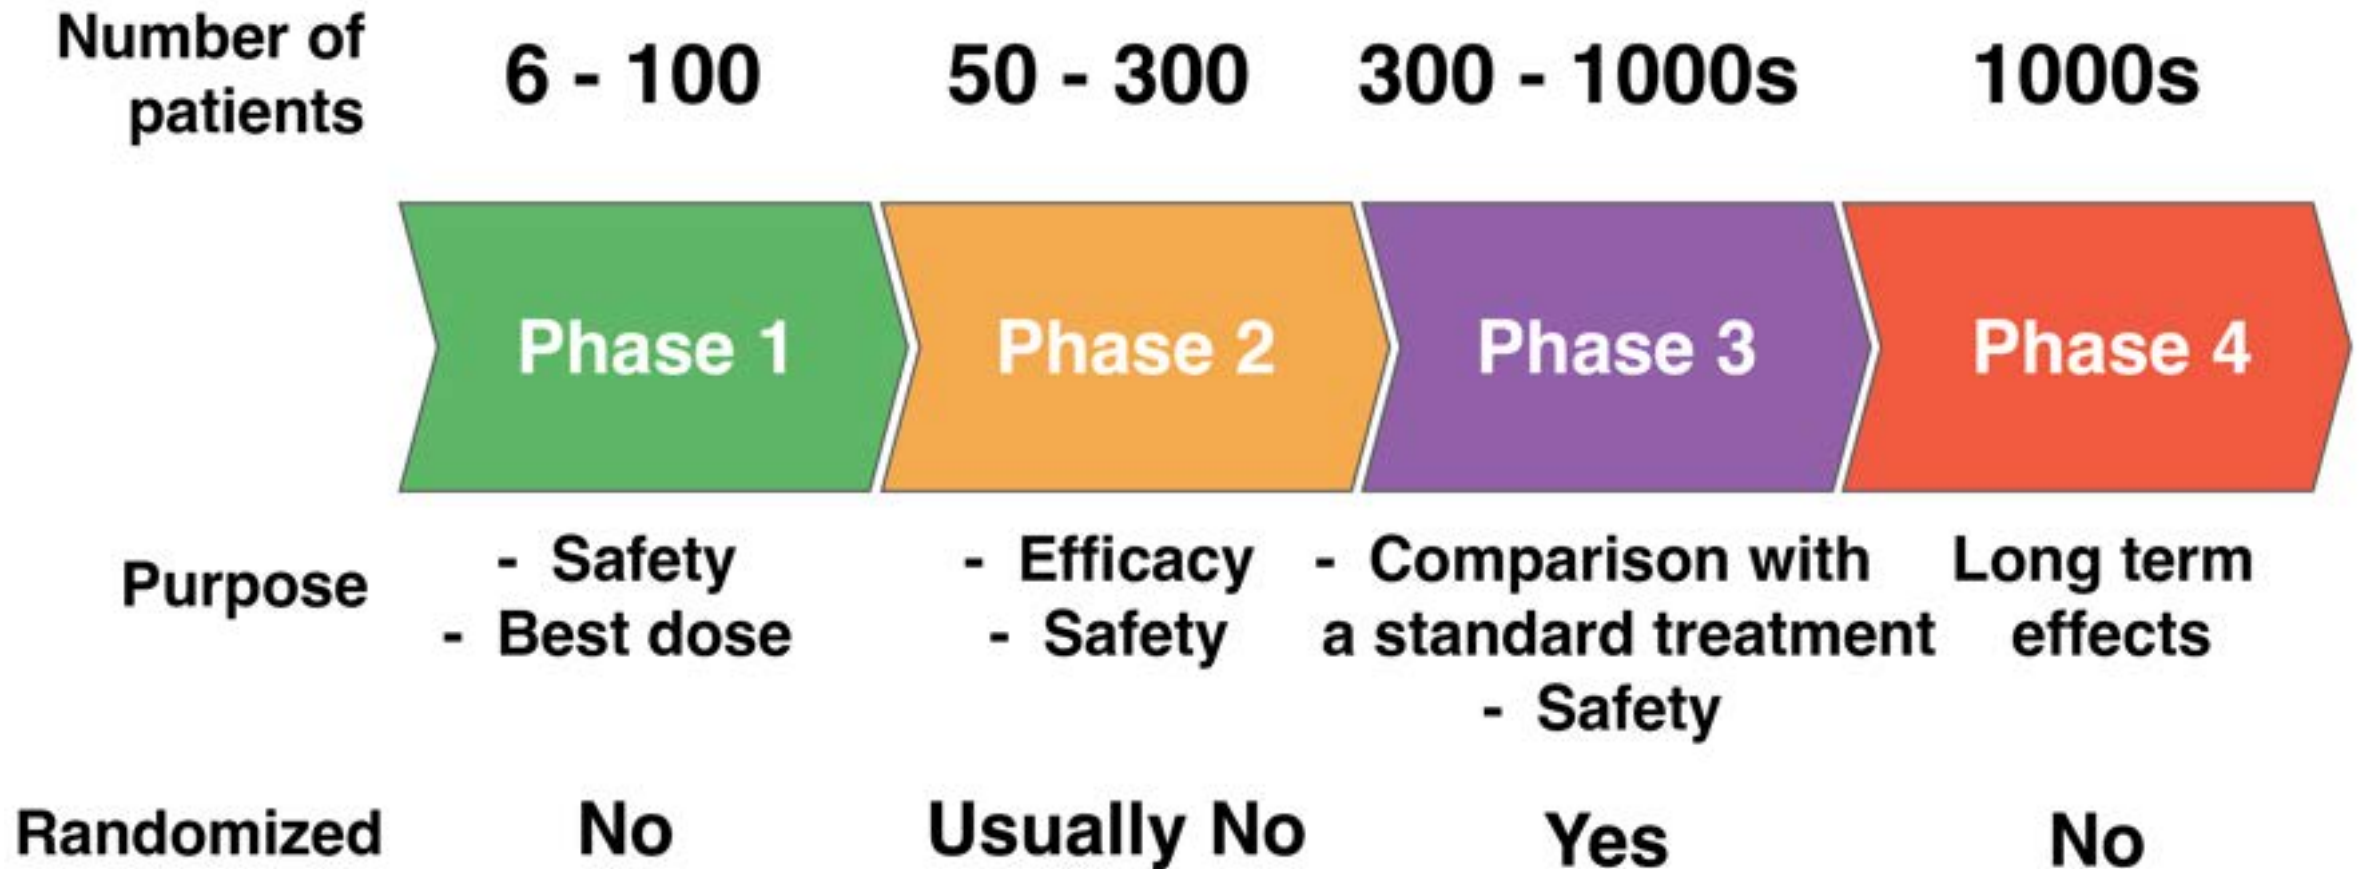 Number of
patients
6 - 100
50 - 300
300 - 1000s
1000s
Phase 1
Phase 2
Phase 3
Phase 4
Purpose
- Safety
- Best dose
- Efficacy
- Safety
- Comparison with
a standard treatment
- Safety
Long term
effects
Randomized
No
Usually No
Yes
No